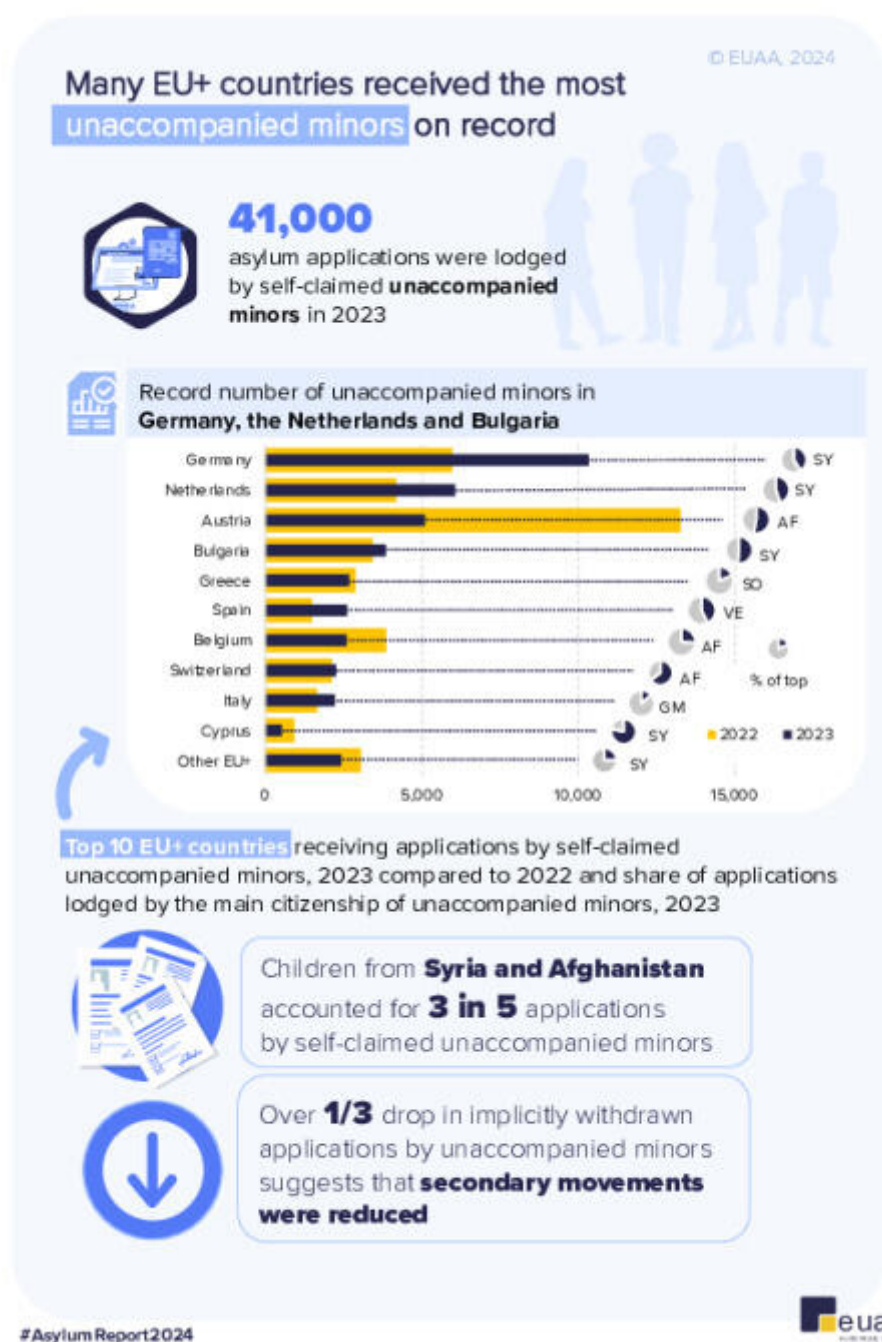 © EUAA, 2024
Many EU+ countries received the most
unaccompanied minors on record
41,000
asylum applications were lodged
by self-claimed unaccompanied
minors in 2023
Record number of unaccompanied minors in
Germany, the Netherlands and Bulgaria
Germany SY
Netherlands SY
Austria AF
Bulgaria SY
Greece SO
Spain VE
Belgium AF
Switzerland AF % of top
Italy GM
Cyprus SY 2022 2023
Other EU+ SY
0 5,000 10,000 15,000
Top 10 EU+ countries receiving applications by self-claimed
unaccompanied minors, 2023 compared to 2022 and share of applications
lodged by the main citizenship of unaccompanied minors, 2023
Children from Syria and Afghanistan
accounted for 3 in 5 applications
by self-claimed unaccompanied minors
Over 1/3 drop in implicitly withdrawn
applications by unaccompanied minors
suggests that secondary movements
were reduced
#AsylumReport2024
eua